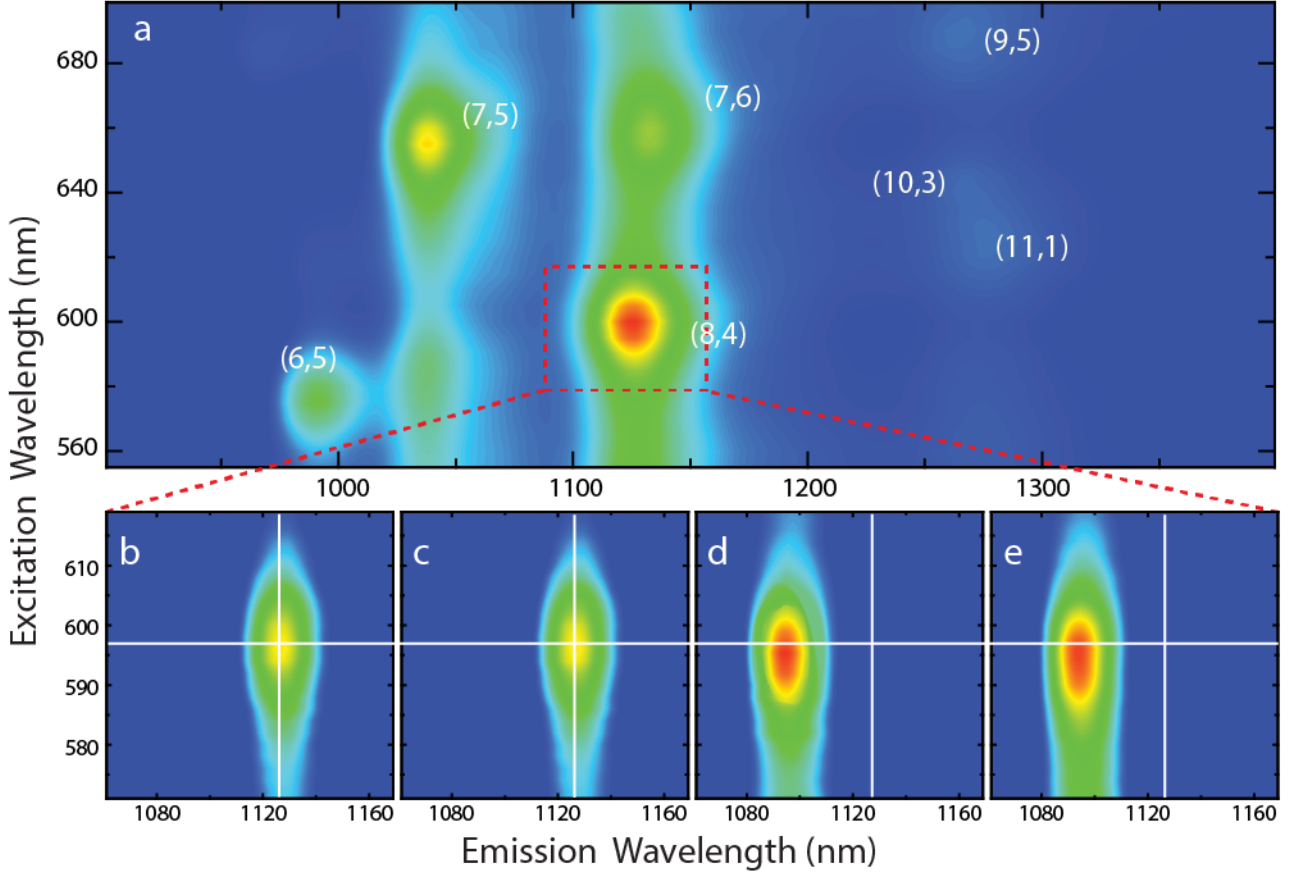 a
680
640
600
560
(9,5)
(7,5)
(7,6)
(10,3)
(11,1)
(8,4)
(6,5)
1000 1100 1200 1300
Excitation Wavelength (nm)
b c d e
610
600
590
580
1080 1120 1160 1080 1120 1160 1080 1120 1160 1080 1120 1160
Emission Wavelength (nm)